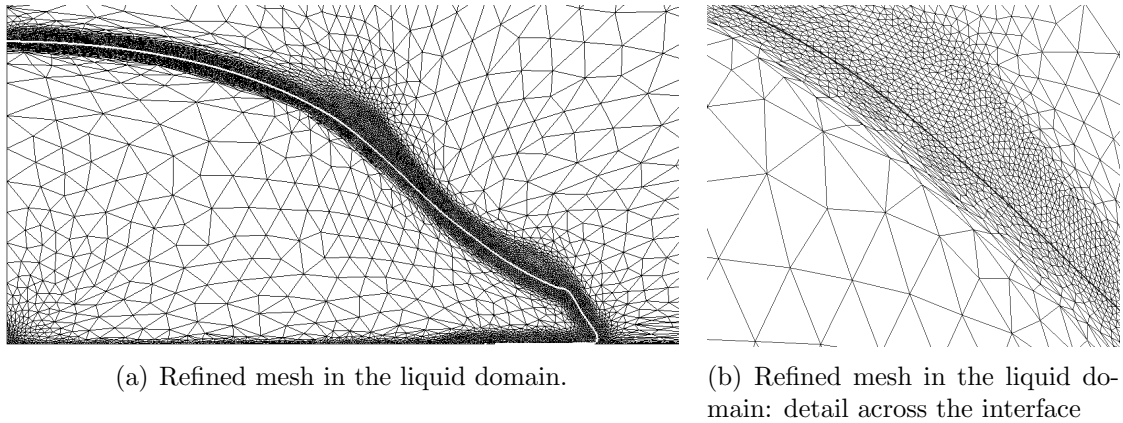 (a) Refined mesh in the liquid domain.
(b) Refined mesh in the liquid do-
main: detail across the interface